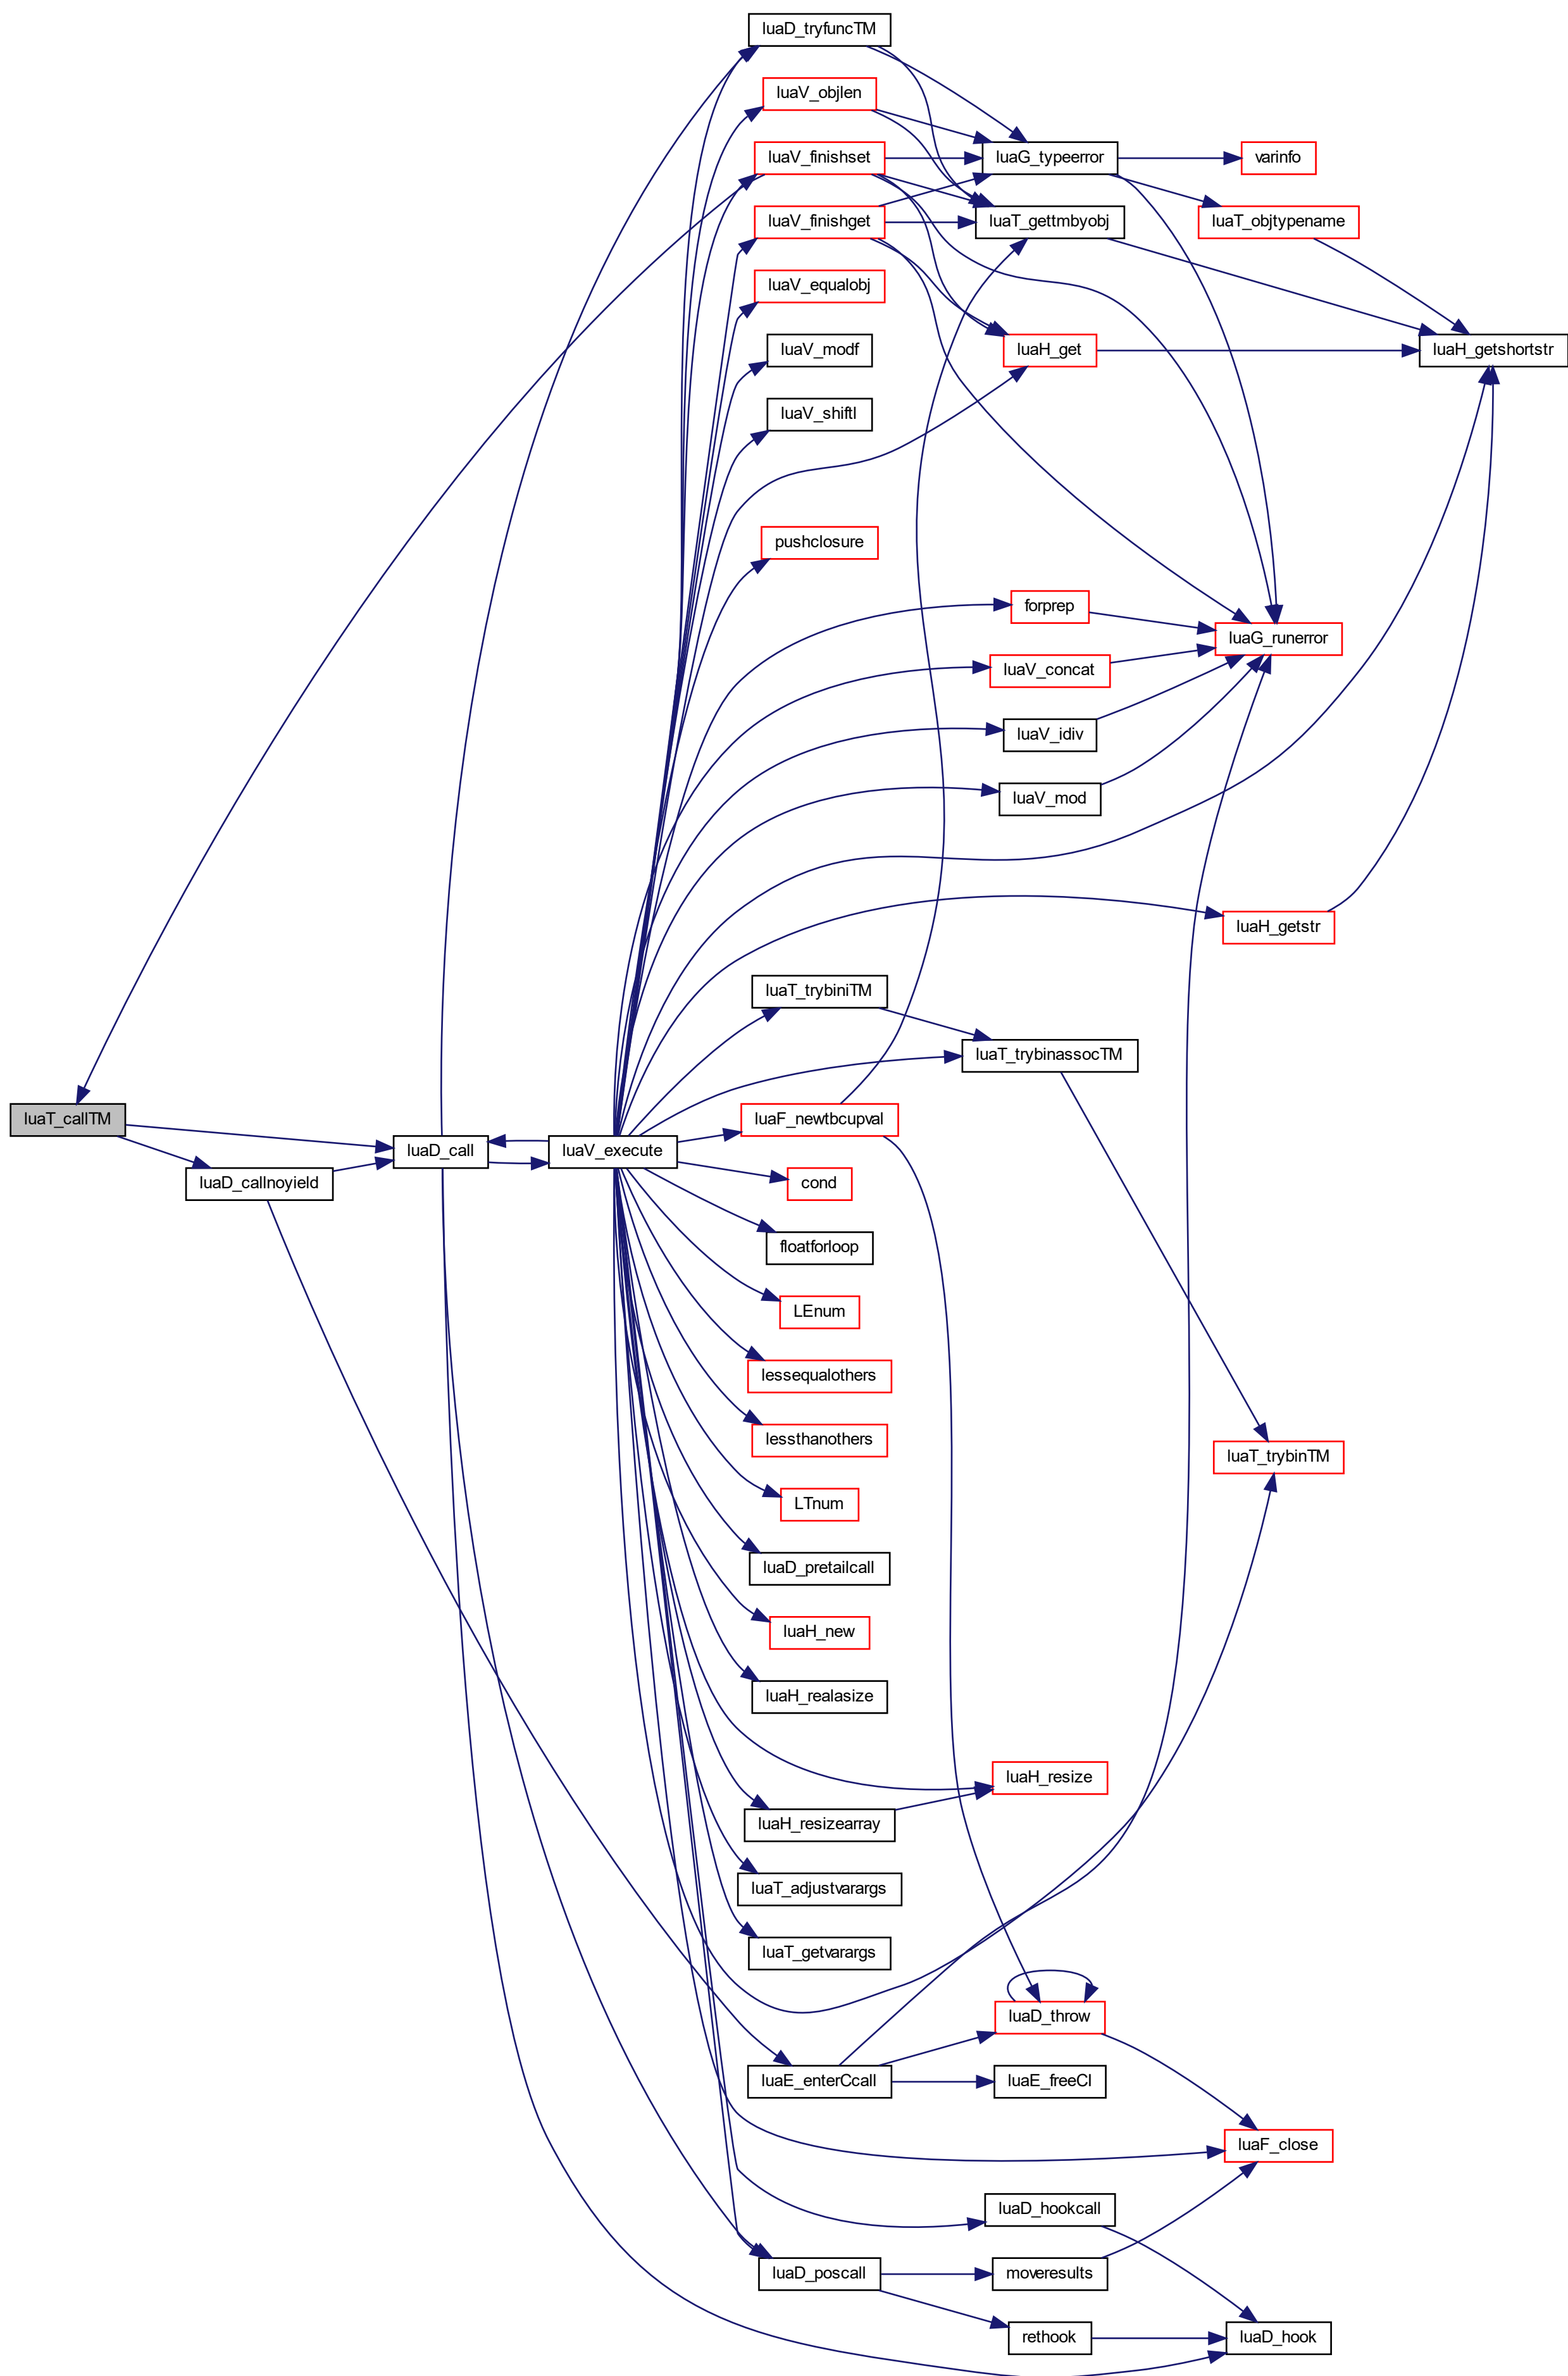 luaD_tryfuncTM
luaV_objlen
luaV_finishset
luaG_typeerror
varinfo
luaV_finishget
luaT_gettmbyobj
luaT_objtypename
luaV_equalobj
luaV_modf
luaH_get
luaH_getshortstr
luaV_shiftl
pushclosure
forprep
luaG_runerror
luaV_concat
luaV_idiv
luaV_mod
luaH_getstr
luaT_trybiniTM
luaT_trybinassocTM
luaT_callTM
luaF_newtbcupval
luaD_call
luaV_execute
luaD_callnoyield
cond
floatforloop
LEnum
lessequalothers
lessthanothers
luaT_trybinTM
LTnum
luaD_pretailcall
luaH_new
luaH_realasize
luaH_resize
luaH_resizearray
luaT_adjustvarargs
luaT_getvarargs
luaD_throw
luaE_enterCcall
luaE_freeCI
luaF_close
luaD_hookcall
luaD_poscall
moveresults
rethook
luaD_hook